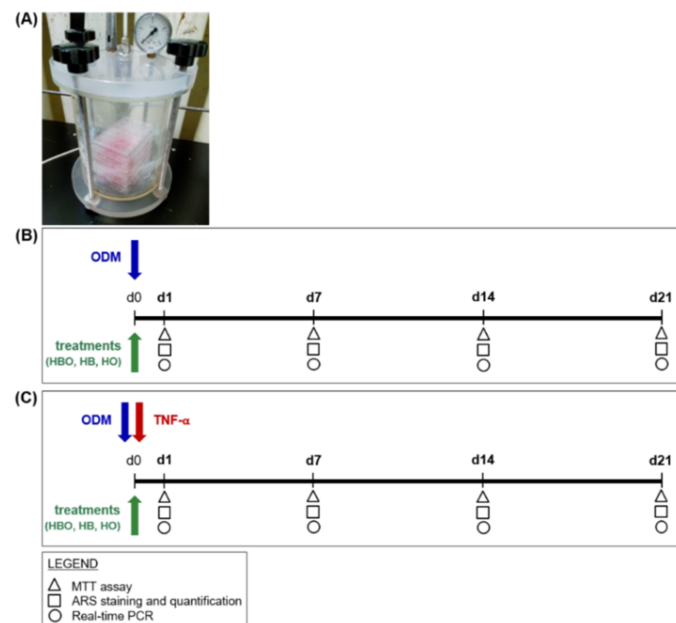 (A)
(B)
ODM
d0 d1 d7 d14 d21
treatments
(HBO, HB, HO)
(C)
ODM TNF-α
d0 d1 d7 d14 d21
treatments
(HBO, HB, HO)
LEGEND
MTT assay
ARS staining and quantification
Real-time PCR